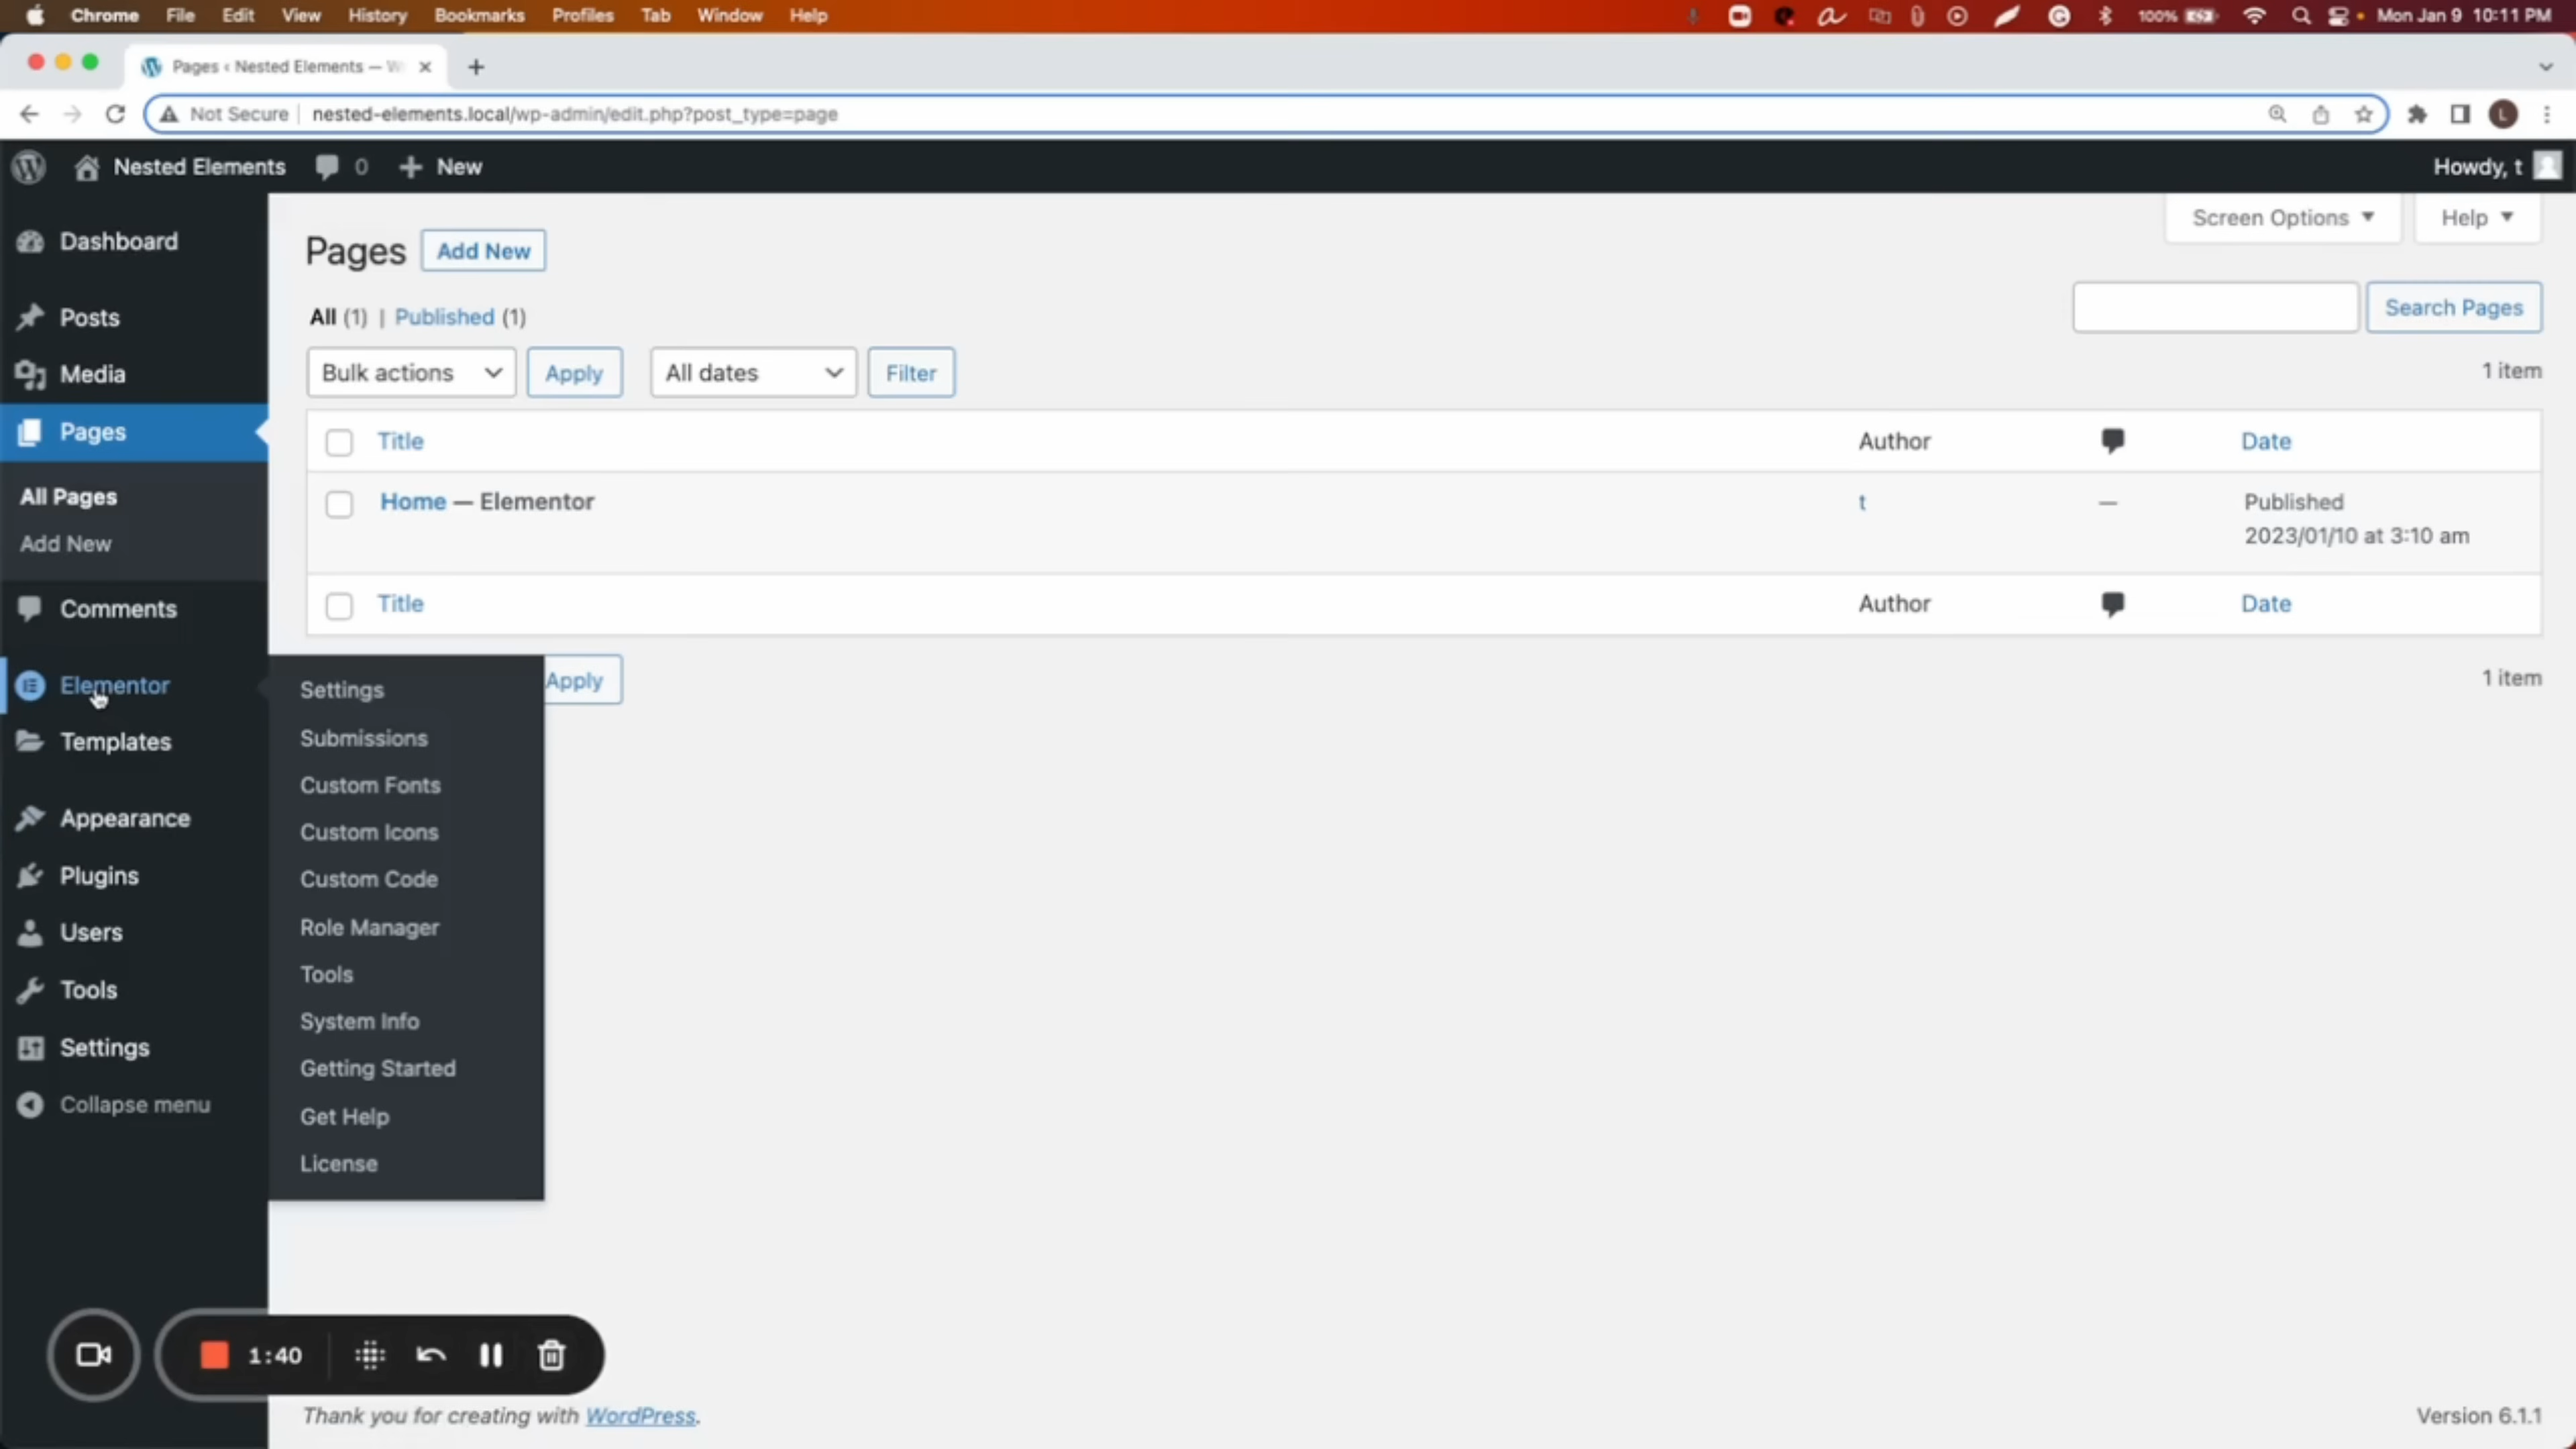 Chrome File Edit View History Bookmarks Profiles Tab Window Help 100% Mon Jan 9 10:11 PM
Pages ‹ Nested Elements —
Not Secure nested-elements.local/wp-admin/edit.php?post_type=page L
Nested Elements 0 New Howdy, t
Screen Options Help
Dashboard
Posts
Media
Pages
All Pages
Add New
Comments
Elementor
Templates
Appearance
Plugins
Users
Tools
Settings
Collapse menu
Pages Add New
All (1) | Published (1)
Search Pages
Bulk actions Apply All dates Filter 1 item
Title Author Date
Home — Elementor t — Published
2023/01/10 at 3:10 am
Title Author Date
Apply 1 item
Settings
Submissions
Custom Fonts
Custom Icons
Custom Code
Role Manager
Tools
System Info
Getting Started
Get Help
License
1:40
Thank you for creating with WordPress. Version 6.1.1